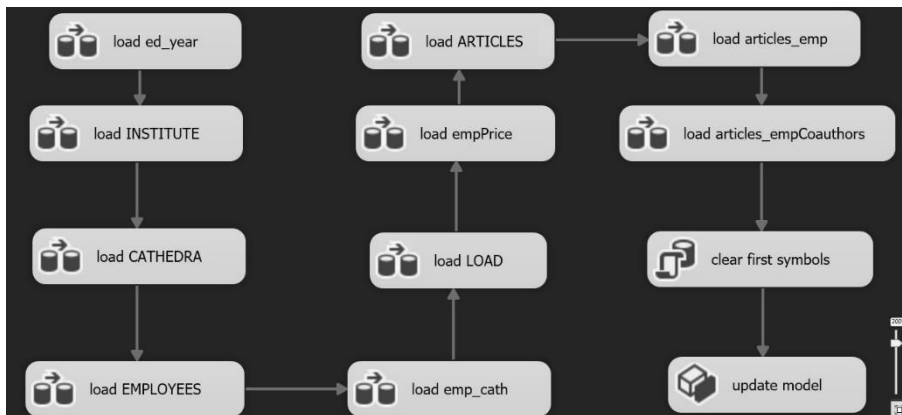 load ed_year
load INSTITUTE
load CATHEDRA
load EMPLOYEES
load emp_cath
load LOAD
load empPrice
load ARTICLES
load articles_emp
load articles_empCoauthors
clear first symbols
update model